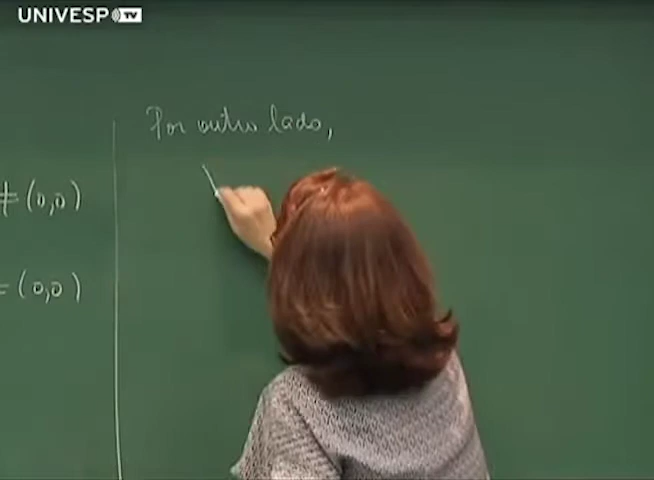 UNIVESP TV
Por outro lado,
≠ (0,0)
= (0,0)